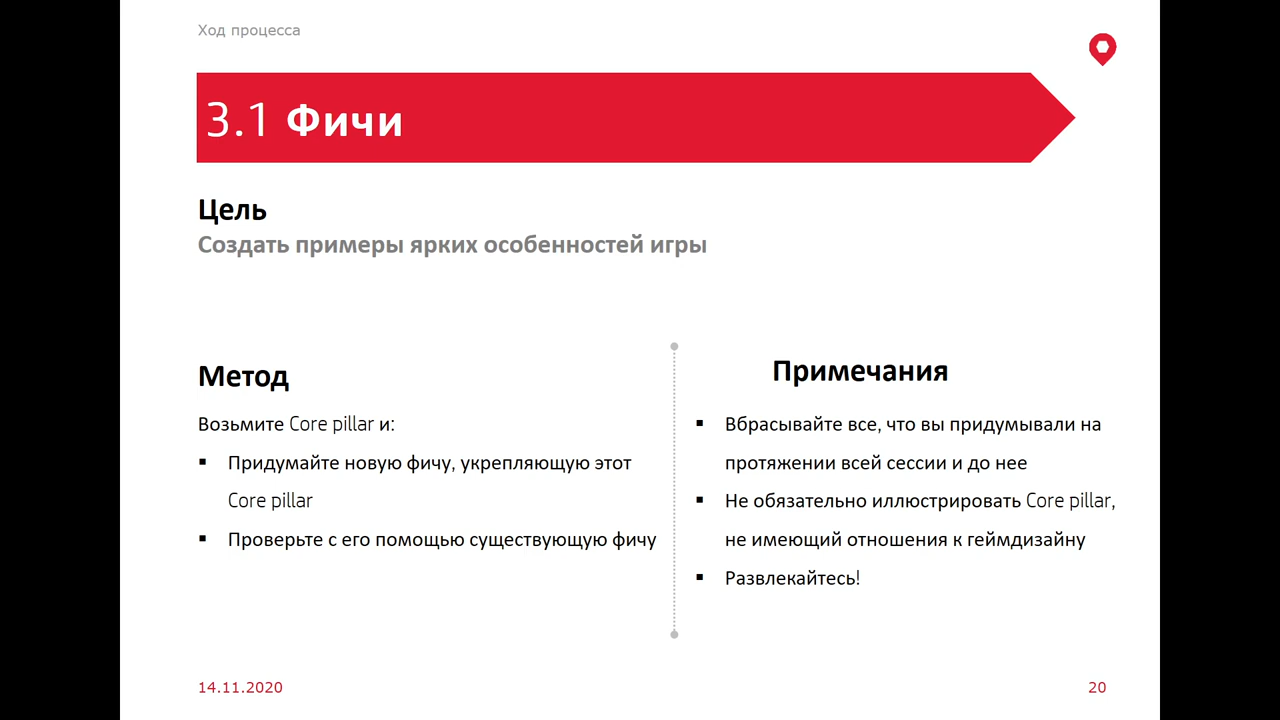 Ход процесса
3.1 Фичи
Цель
Создать примеры ярких особенностей игры
Метод
Возьмите Core pillar и:
▪ Придумайте новую фичу, укрепляющую этот
Core pillar
▪ Проверьте с его помощью существующую фичу
Примечания
▪ Вбрасывайте все, что вы придумывали на
протяжении всей сессии и до нее
▪ Не обязательно иллюстрировать Core pillar,
не имеющий отношения к геймдизайну
▪ Развлекайтесь!
14.11.2020
20